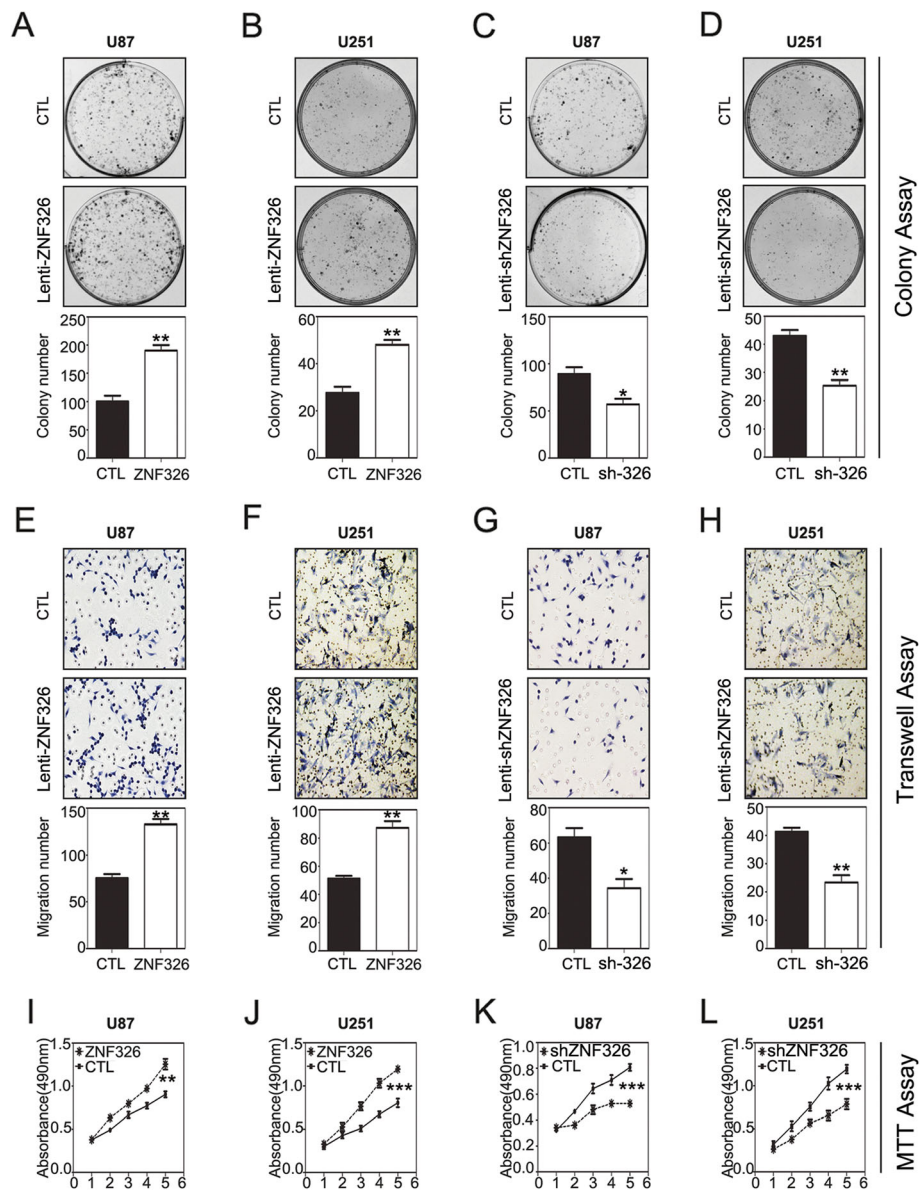 A
B
C
D
U87
U251
U87
U251
CTL
CTL
CTL
CTL
Lenti-ZNF326
Lenti-ZNF326
Lenti-shZNF326
Lenti-shZNF326
Colony Assay
Colony number
250
200
150
100
50
0
**
CTL ZNF326
Colony number
60
40
20
0
**
CTL ZNF326
Colony number
150
100
50
0
*
CTL sh-326
Colony number
50
40
30
20
10
0
**
CTL sh-326
E
F
G
H
U87
U251
U87
U251
CTL
CTL
CTL
CTL
Lenti-ZNF326
Lenti-ZNF326
Lenti-shZNF326
Lenti-shZNF326
Transwell Assay
Migration number
150
100
50
0
**
CTL ZNF326
Migration number
100
80
60
40
20
0
**
CTL ZNF326
Migration number
80
60
40
20
0
*
CTL sh-326
Migration number
50
40
30
20
10
0
**
CTL sh-326
I
J
K
L
U87
U251
U87
U251
Absorbance(490nm)
1.5
1.0
0.5
0.0
ZNF326
CTL
**
0 1 2 3 4 5 6
Absorbance(490nm)
1.5
1.0
0.5
0.0
ZNF326
CTL
***
0 1 2 3 4 5 6
Absorbance(490nm)
1.0
0.8
0.6
0.4
0.2
0.0
shZNF326
CTL
***
0 1 2 3 4 5 6
Absorbance(490nm)
1.5
1.0
0.5
0.0
shZNF326
CTL
***
0 1 2 3 4 5 6
MTT Assay